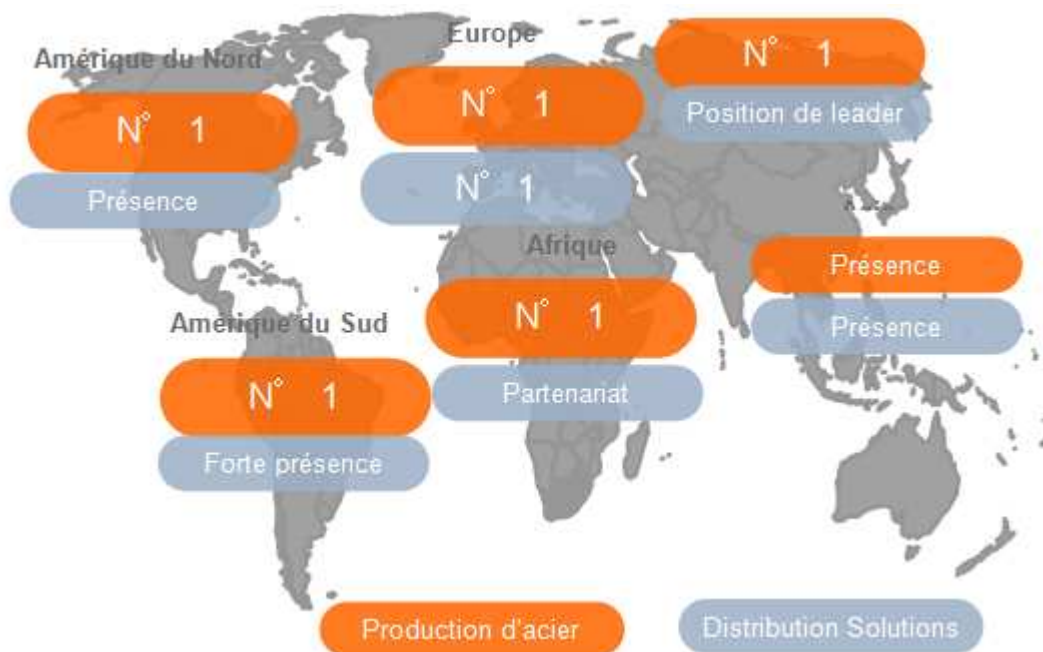 Amérique du Nord
N° 1
Présence
Europe
N° 1
N° 1
N° 1
Position de leader
Afrique
N° 1
Partenariat
Présence
Présence
Amérique du Sud
N° 1
Forte présence
Production d'acier
Distribution Solutions